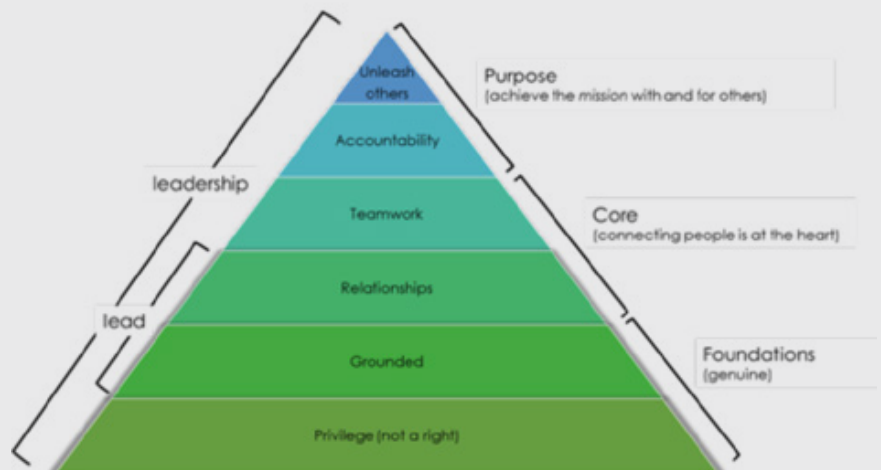 Unleash
others
Purpose
(achieve the mission with and for others)
Accountability
leadership
Teamwork
Core
(connecting people is at the heart)
Relationships
lead
Grounded
Foundations
(genuine)
Privilege (not a right)